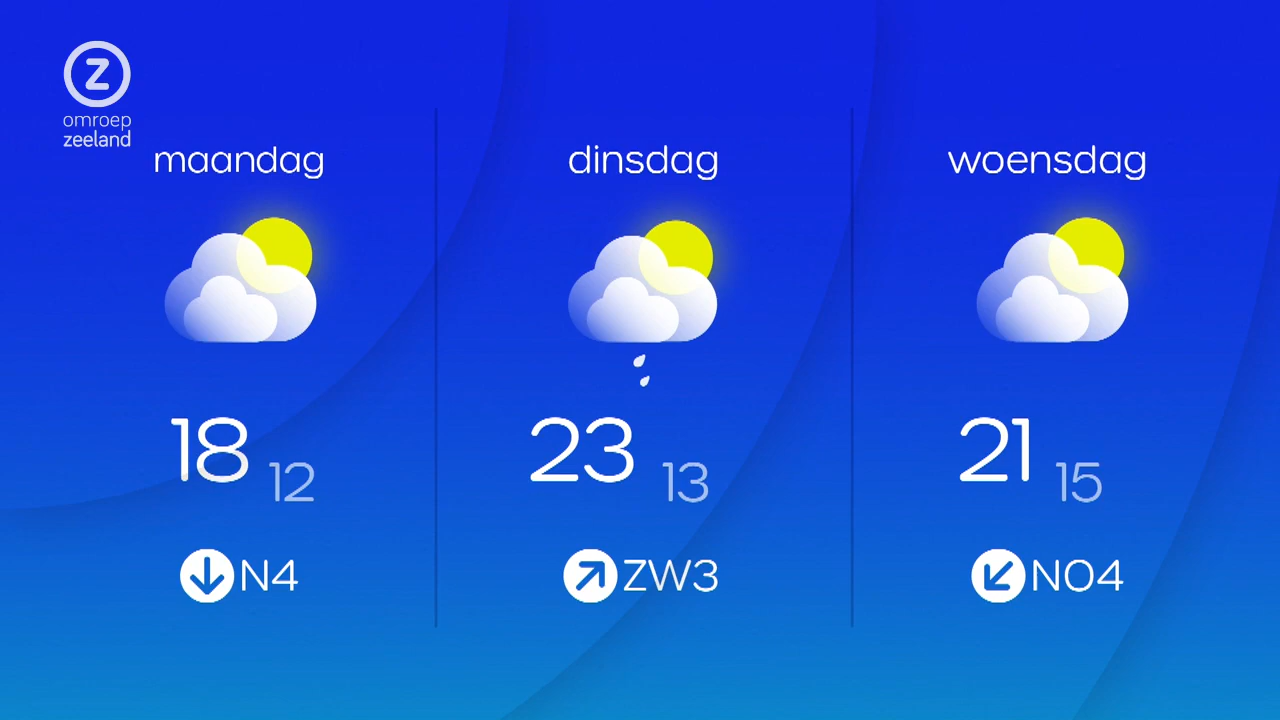 omroep
zeeland
maandag
18 12
N4
dinsdag
23 13
ZW3
woensdag
21 15
NO4